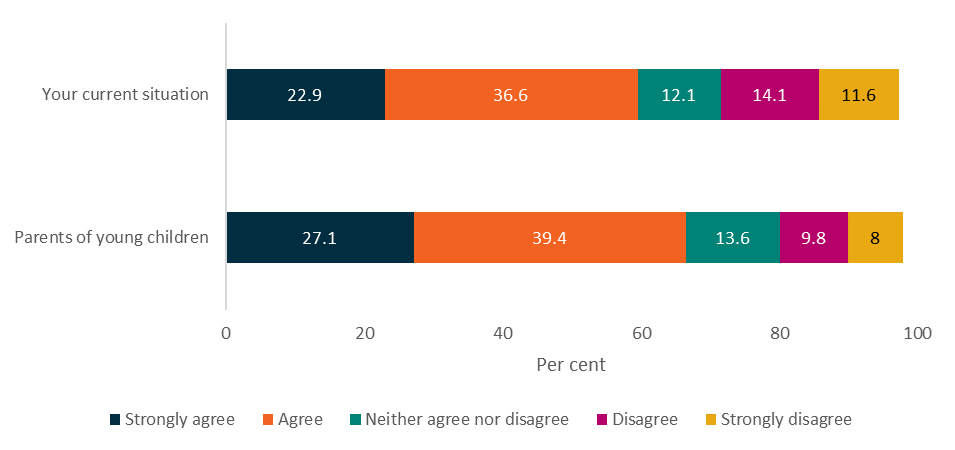 Your current situation
22.9 36.6 12.1 14.1 11.6
Parents of young children
27.1 39.4 13.6 9.8 8
0 20 40 60 80 100
Per cent
Strongly agree Agree Neither agree nor disagree Disagree Strongly disagree